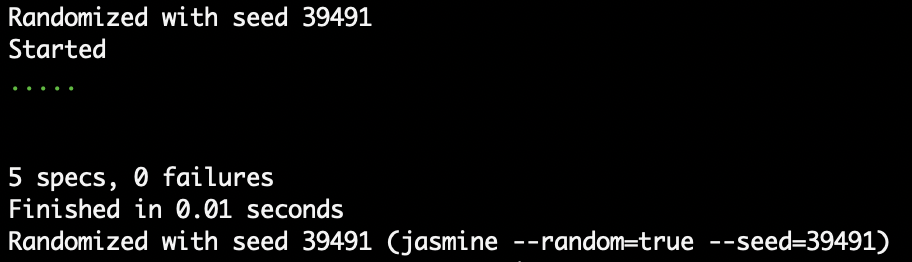 Randomized with seed 39491
Started
.....
5 specs, 0 failures
Finished in 0.01 seconds
Randomized with seed 39491 (jasmine --random=true --seed=39491)